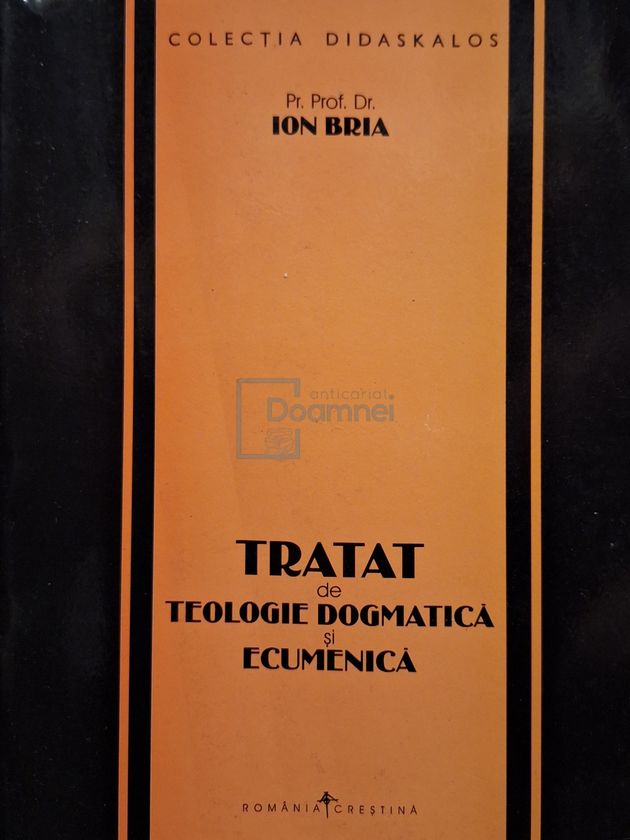 COLECȚIA DIDASKALOS
Pr. Prof. Dr.
ION BRIA
anticariat
Doamnei
TRATAT
de
TEOLOGIE DOGMATICĂ
și
ECUMENICĂ
ROMÂNIA CREȘTINĂ